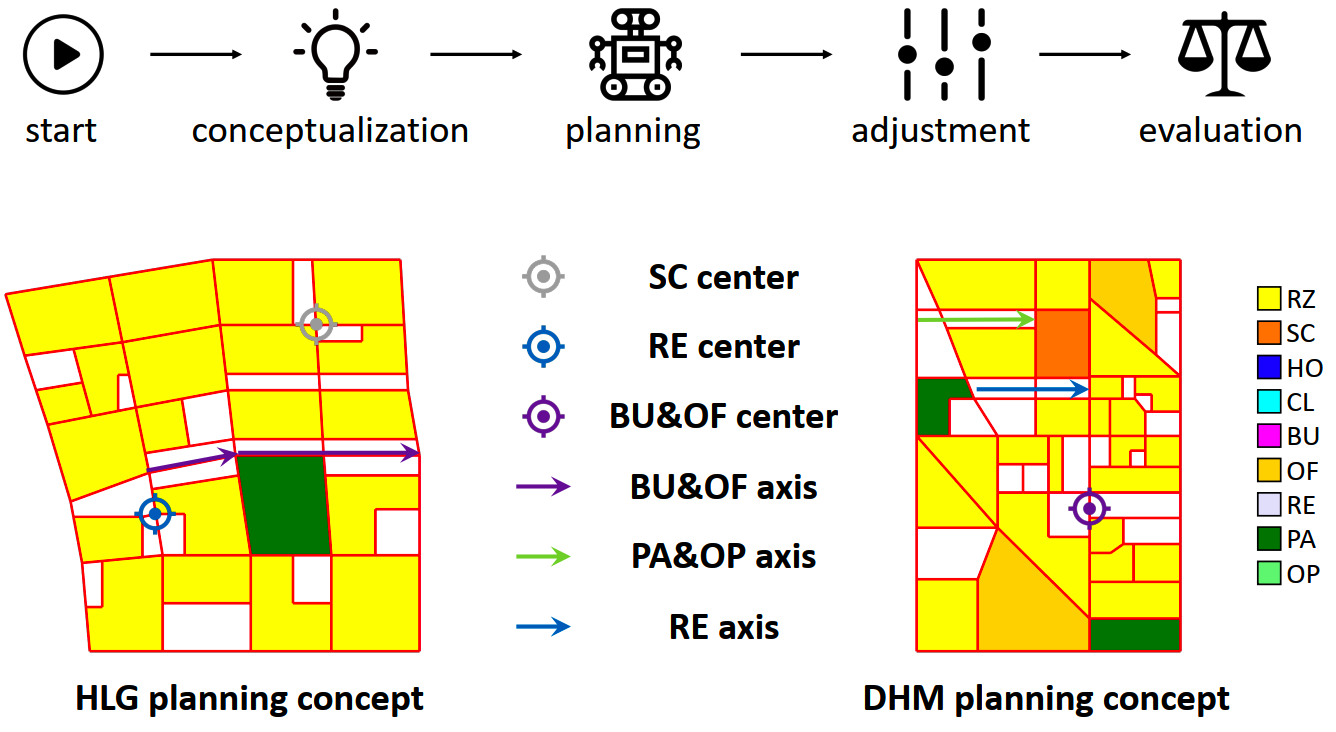 start
conceptualization
planning
adjustment
evaluation
SC center
RE center
BU&OF center
BU&OF axis
PA&OP axis
RE axis
RZ
SC
HO
CL
BU
OF
RE
PA
OP
HLG planning concept
DHM planning concept